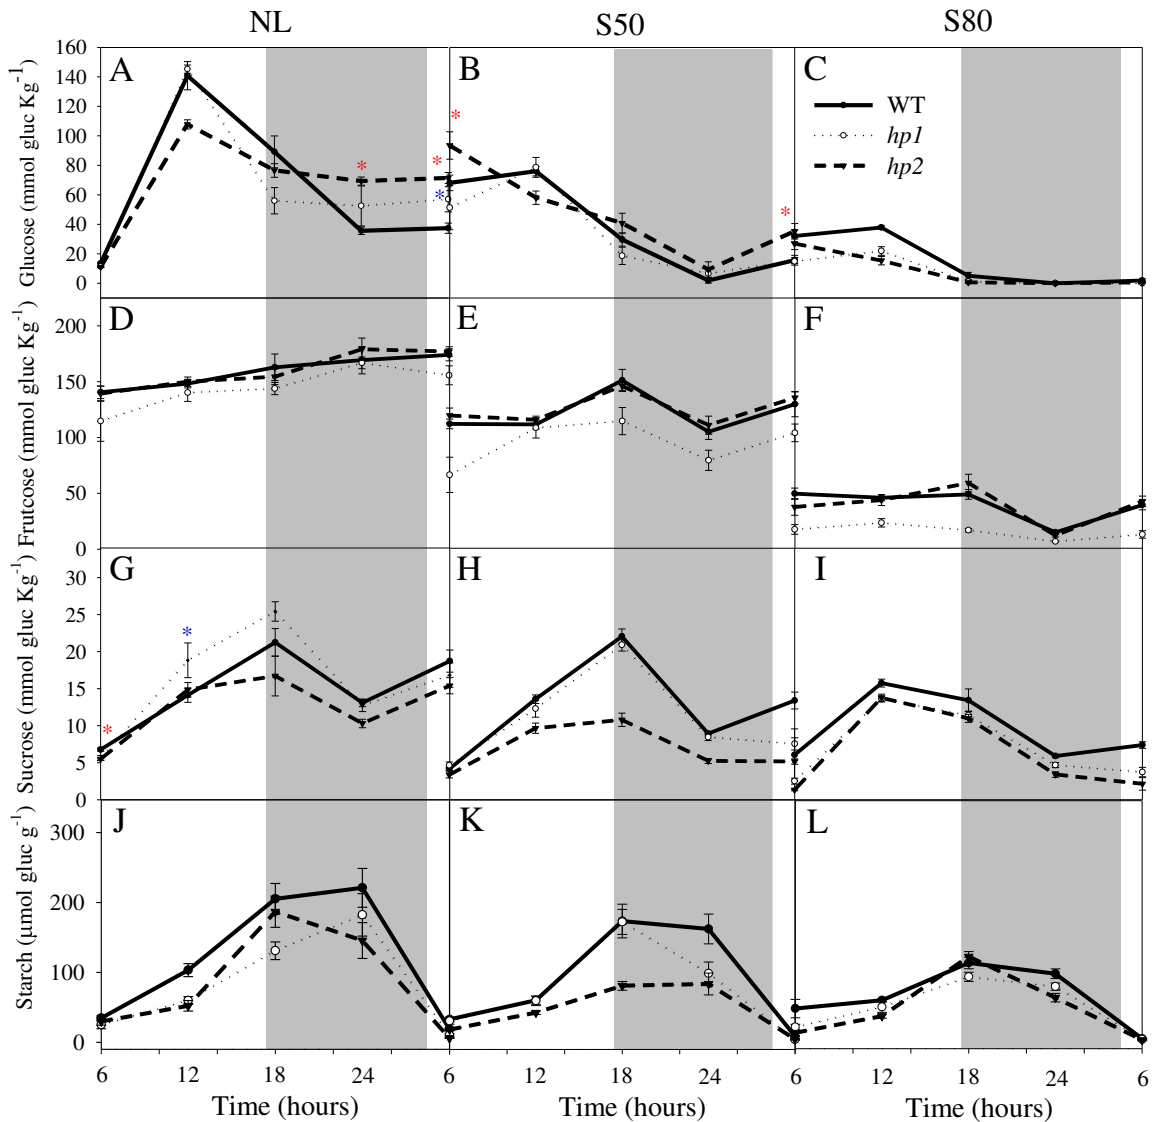 NL S50 S80
A B C
WT
hp1
hp2
Glucose (mmol gluc Kg-1)
160
140
120
100
80
60
40
20
0
* * * * * *
D E F
Frutcose (mmol gluc Kg-1)
200
150
100
50
0
G H I
Sucrose (mmol gluc Kg-1)
30
25
20
15
10
5
0
* *
J K L
Starch (µmol gluc g-1)
300
200
100
0
6 12 18 24 6 12 18 24 6 12 18 24 6
Time (hours) Time (hours) Time (hours)